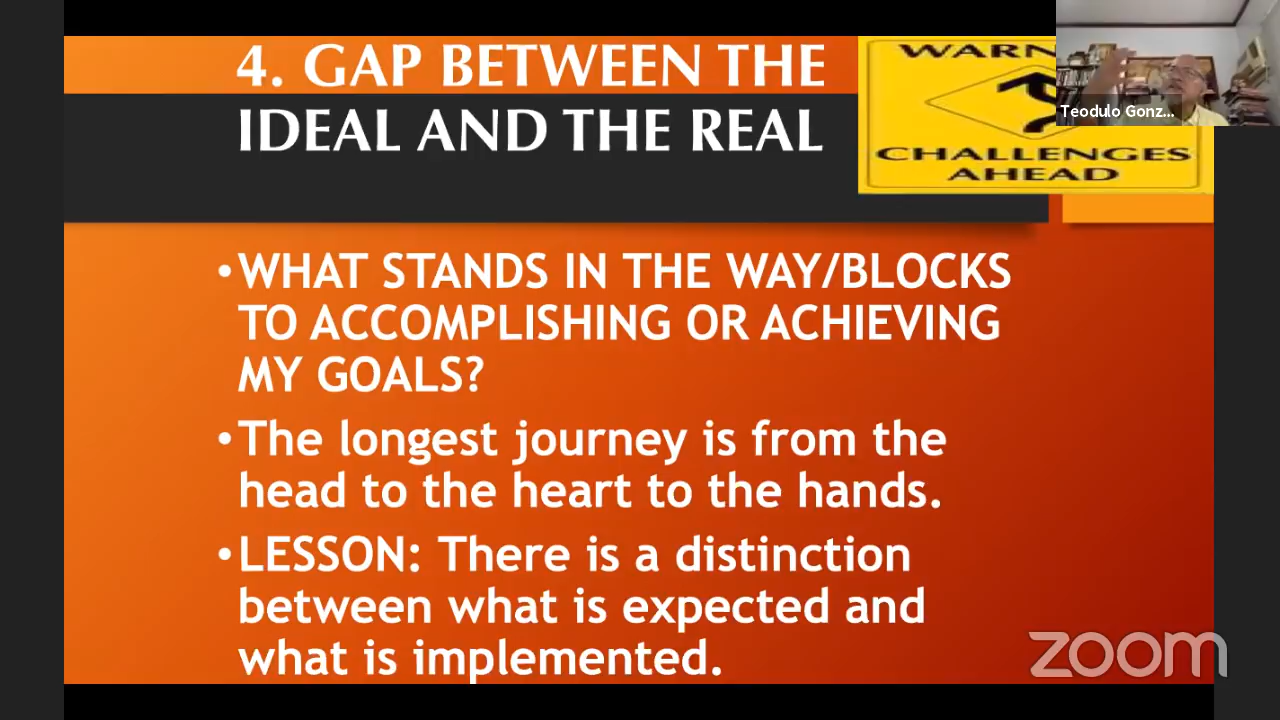 4. GAP BETWEEN THE
IDEAL AND THE REAL
WARN
CHALLENGES
AHEAD
Teodulo Gonz...
•WHAT STANDS IN THE WAY/BLOCKS
TO ACCOMPLISHING OR ACHIEVING
MY GOALS?
•The longest journey is from the
head to the heart to the hands.
•LESSON: There is a distinction
between what is expected and
what is implemented.
zoom